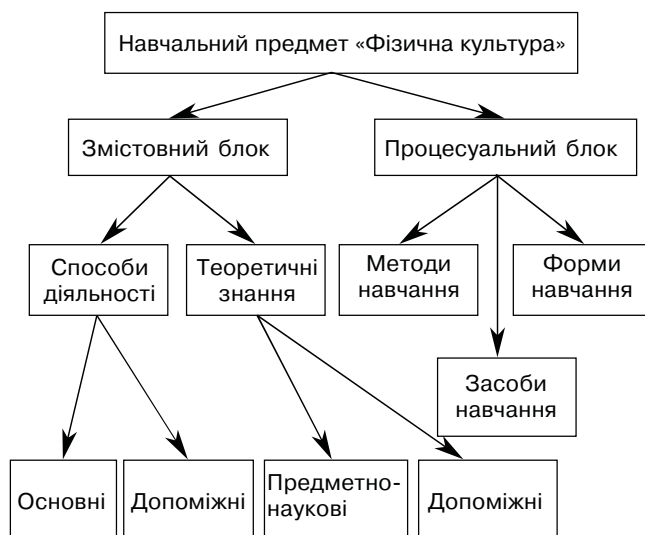 Навчальний предмет «Фізична культура»
Змістовний блок
Процесуальний блок
Способи
діяльності
Теоретичні
знання
Методи
навчання
Форми
навчання
Засоби
навчання
Основні
Допоміжні
Предметно-
наукові
Допоміжні